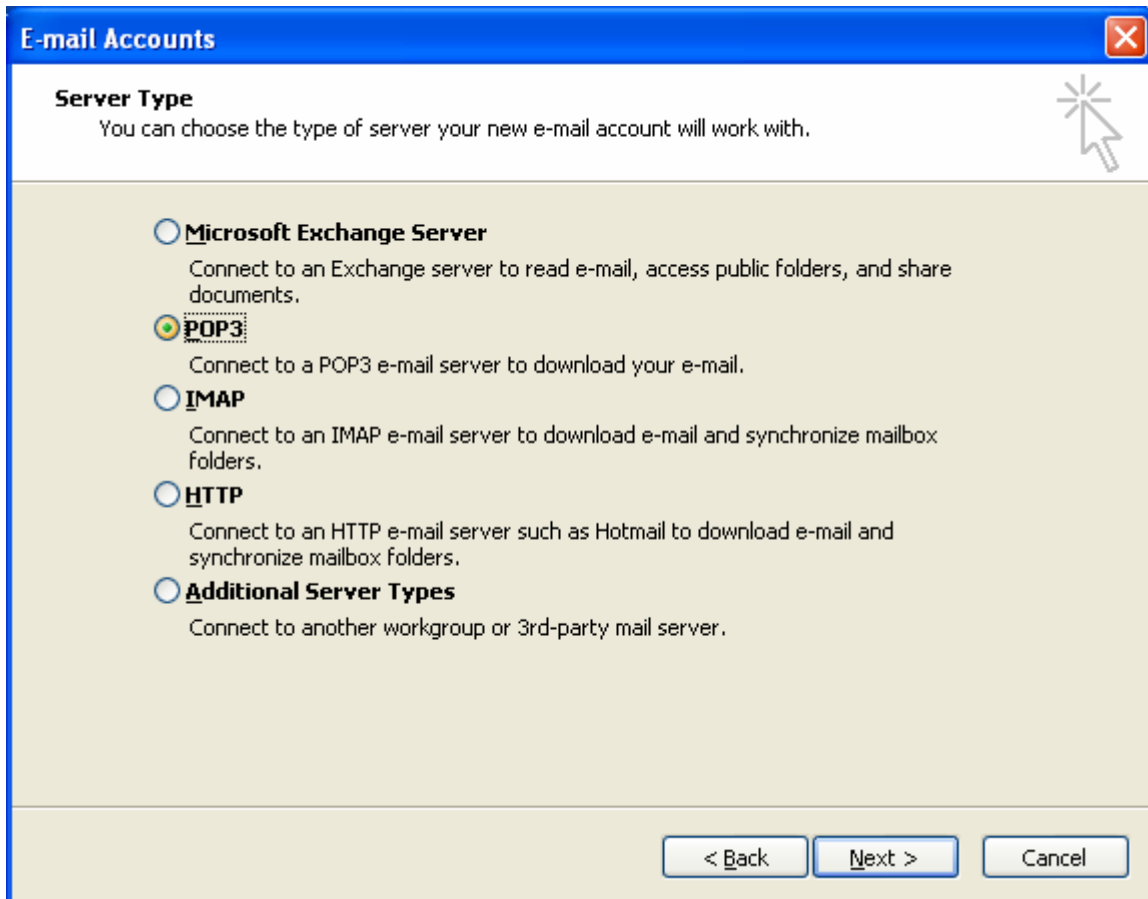 E-mail Accounts
Server Type
You can choose the type of server your new e-mail account will work with.
Microsoft Exchange Server
Connect to an Exchange server to read e-mail, access public folders, and share
documents.
POP3
Connect to a POP3 e-mail server to download your e-mail.
IMAP
Connect to an IMAP e-mail server to download e-mail and synchronize mailbox
folders.
HTTP
Connect to an HTTP e-mail server such as Hotmail to download e-mail and
synchronize mailbox folders.
Additional Server Types
Connect to another workgroup or 3rd-party mail server.
< Back Next > Cancel